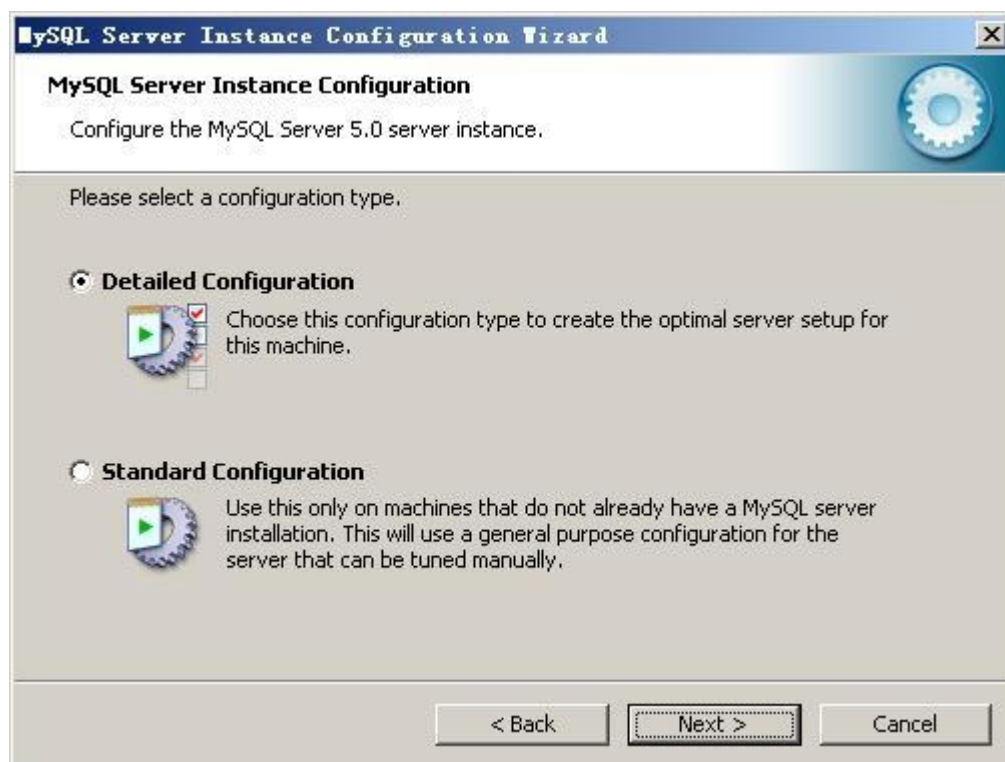 MySQL Server Instance Configuration Wizard
MySQL Server Instance Configuration
Configure the MySQL Server 5.0 server instance.
Please select a configuration type.
Detailed Configuration
Choose this configuration type to create the optimal server setup for
this machine.
Standard Configuration
Use this only on machines that do not already have a MySQL server
installation. This will use a general purpose configuration for the
server that can be tuned manually.
< Back Next > Cancel